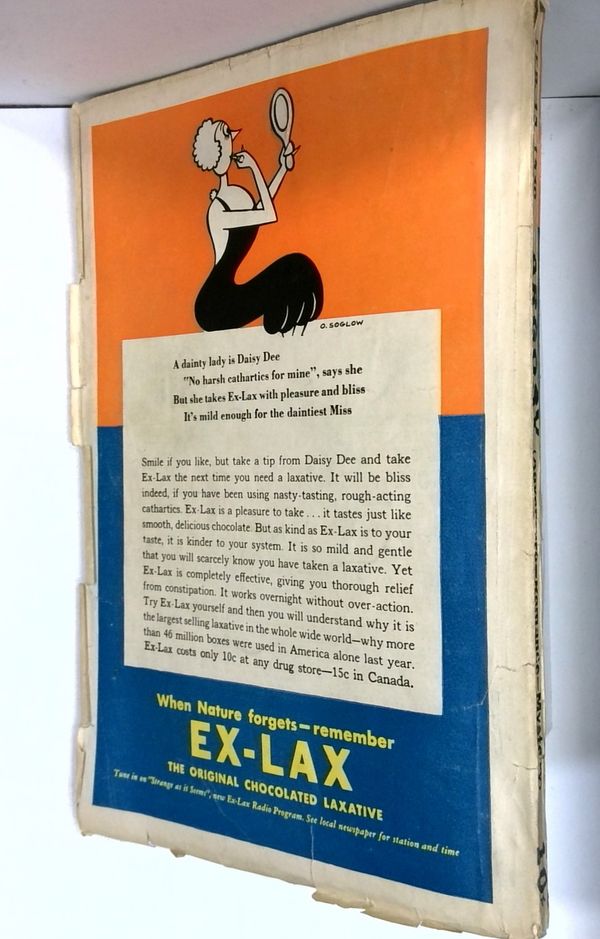 O. SOGLOW
A dainty lady is Daisy Dee
"No harsh cathartics for mine", says she
But she takes Ex-Lax with pleasure and bliss
It's mild enough for the daintiest Miss
Smile if you like, but take a tip from Daisy Dee and take
Ex-Lax the next time you need a laxative. It will be bliss
indeed, if you have been using nasty-tasting, rough-acting
cathartics. Ex-Lax is a pleasure to take . . . it tastes just like
smooth, delicious chocolate. But as kind as Ex-Lax is to your
taste, it is kinder to your system. It is so mild and gentle
that you will scarcely know you have taken a laxative. Yet
Ex-Lax is completely effective, giving you thorough relief
from constipation. It works overnight without over-action.
Try Ex-Lax yourself and then you will understand why it is
the largest selling laxative in the whole wide world—why more
than 46 million boxes were used in America alone last year.
Ex-Lax costs only 10c at any drug store—15c in Canada.
When Nature forgets—remember
EX-LAX
THE ORIGINAL CHOCOLATED LAXATIVE
Tune in on "Strange as it Seems", new Ex-Lax Radio Program. See local newspaper for station and time
10c